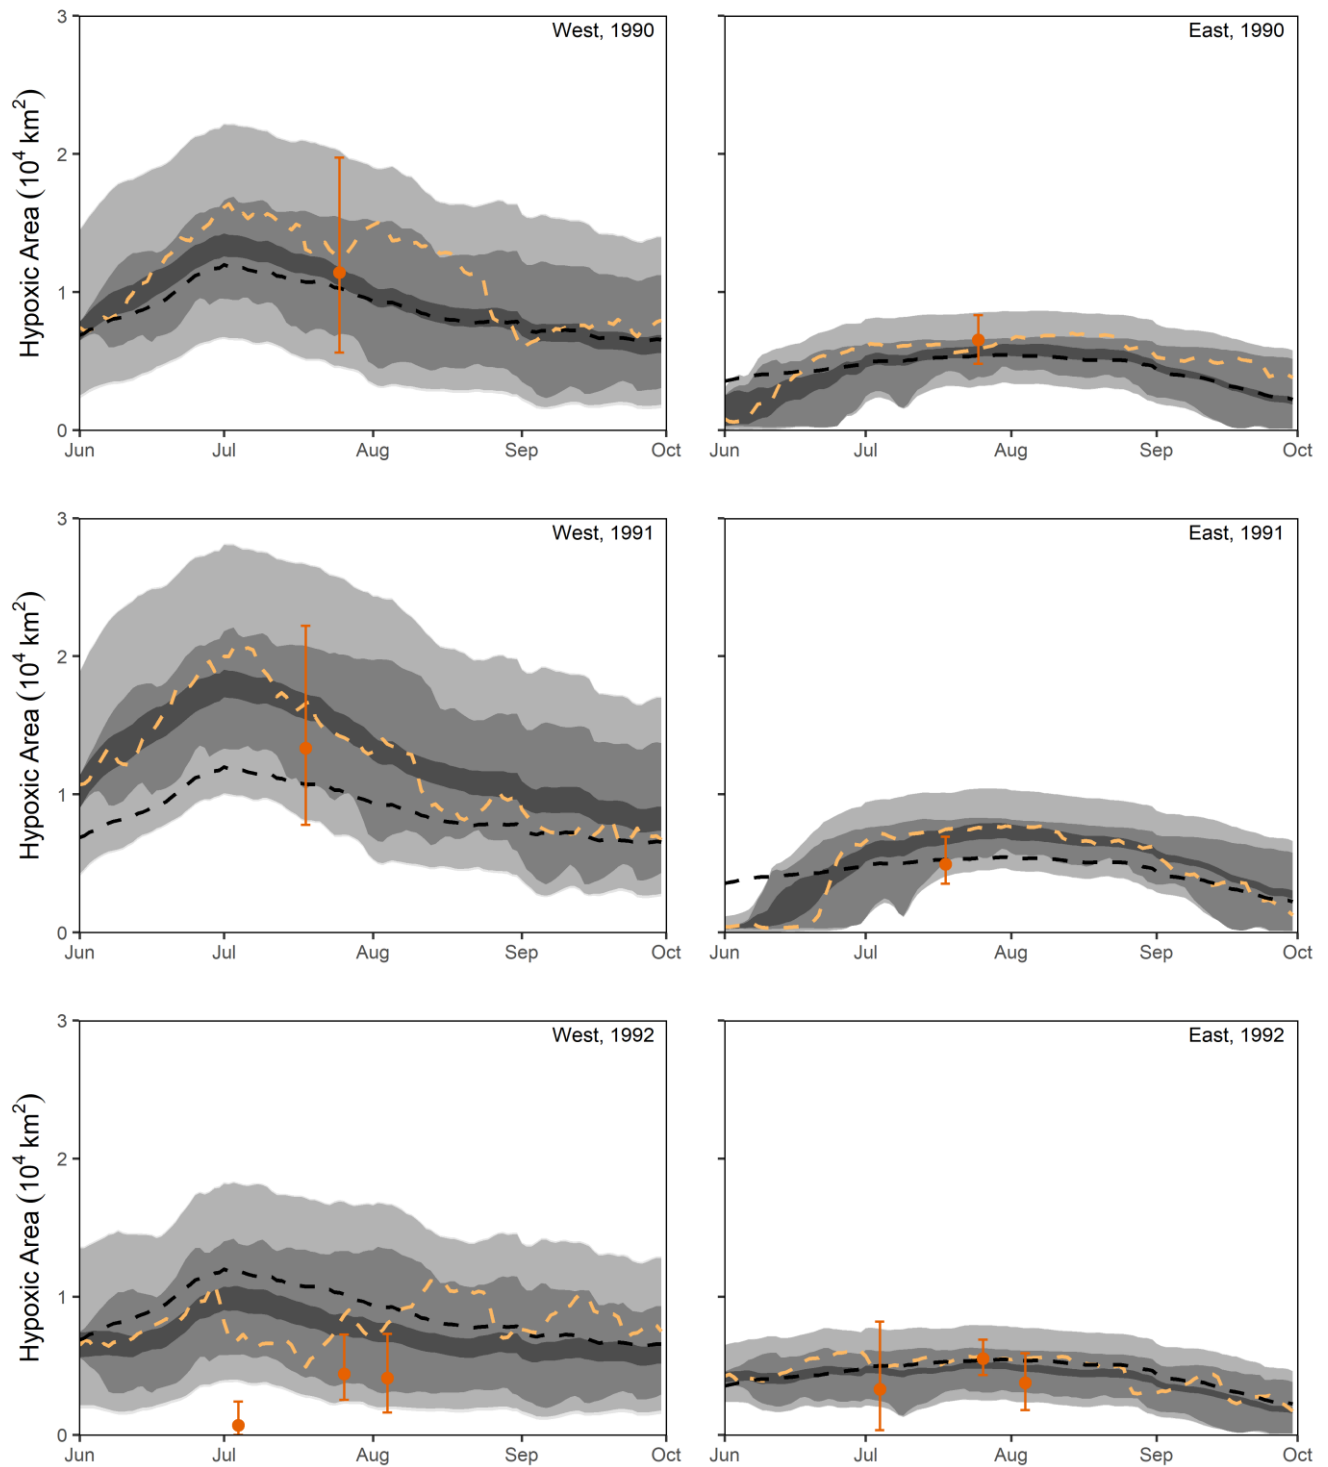 West, 1990
East, 1990
Hypoxic Area (10⁴ km²)
3
2
1
0
Jun Jul Aug Sep Oct
Jun Jul Aug Sep Oct
West, 1991
East, 1991
Hypoxic Area (10⁴ km²)
3
2
1
0
Jun Jul Aug Sep Oct
Jun Jul Aug Sep Oct
West, 1992
East, 1992
Hypoxic Area (10⁴ km²)
3
2
1
0
Jun Jul Aug Sep Oct
Jun Jul Aug Sep Oct